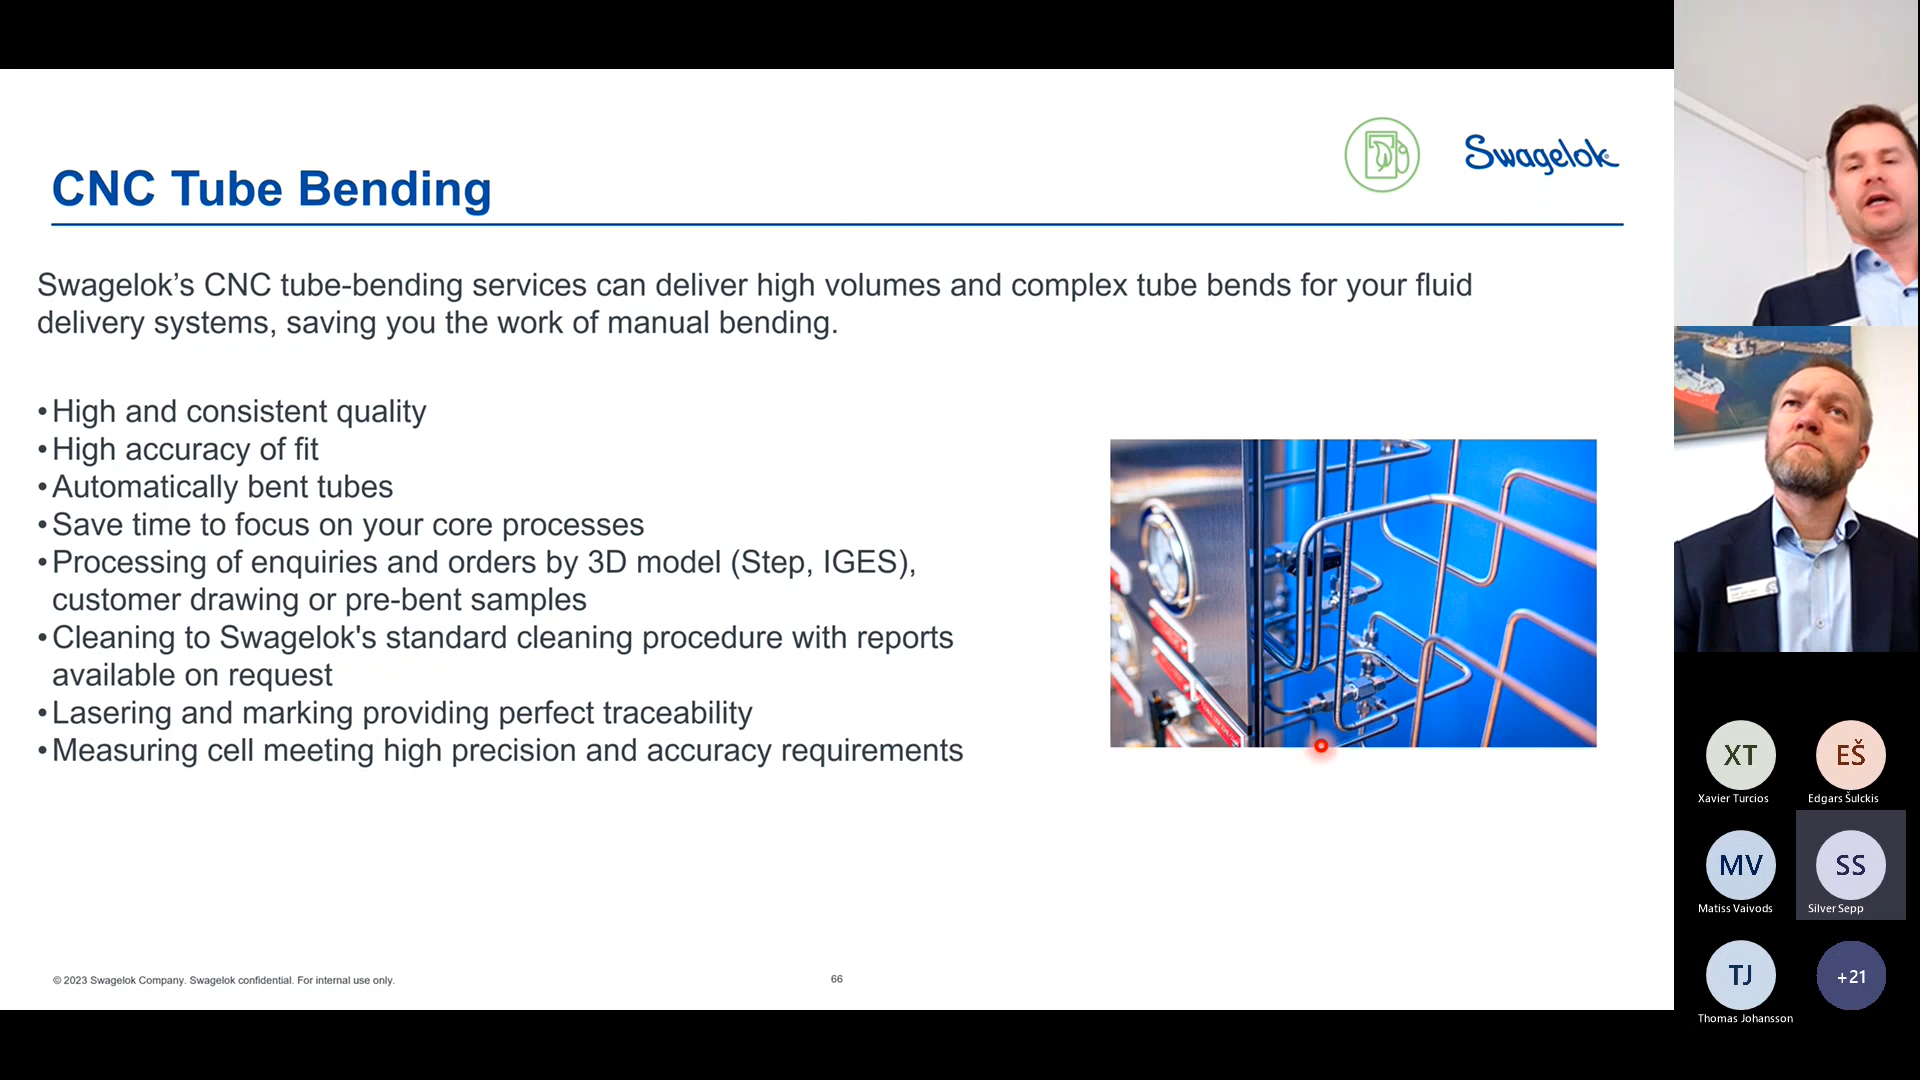 Swagelok
CNC Tube Bending
Swagelok’s CNC tube-bending services can deliver high volumes and complex tube bends for your fluid
delivery systems, saving you the work of manual bending.
•High and consistent quality
•High accuracy of fit
•Automatically bent tubes
•Save time to focus on your core processes
•Processing of enquiries and orders by 3D model (Step, IGES),
customer drawing or pre-bent samples
•Cleaning to Swagelok's standard cleaning procedure with reports
available on request
•Lasering and marking providing perfect traceability
•Measuring cell meeting high precision and accuracy requirements
© 2023 Swagelok Company. Swagelok confidential. For internal use only.
66
XT
Xavier Turcios
EŠ
Edgars Šulckis
MV
Matiss Vaivods
SS
Silver Sepp
TJ
Thomas Johansson
+21